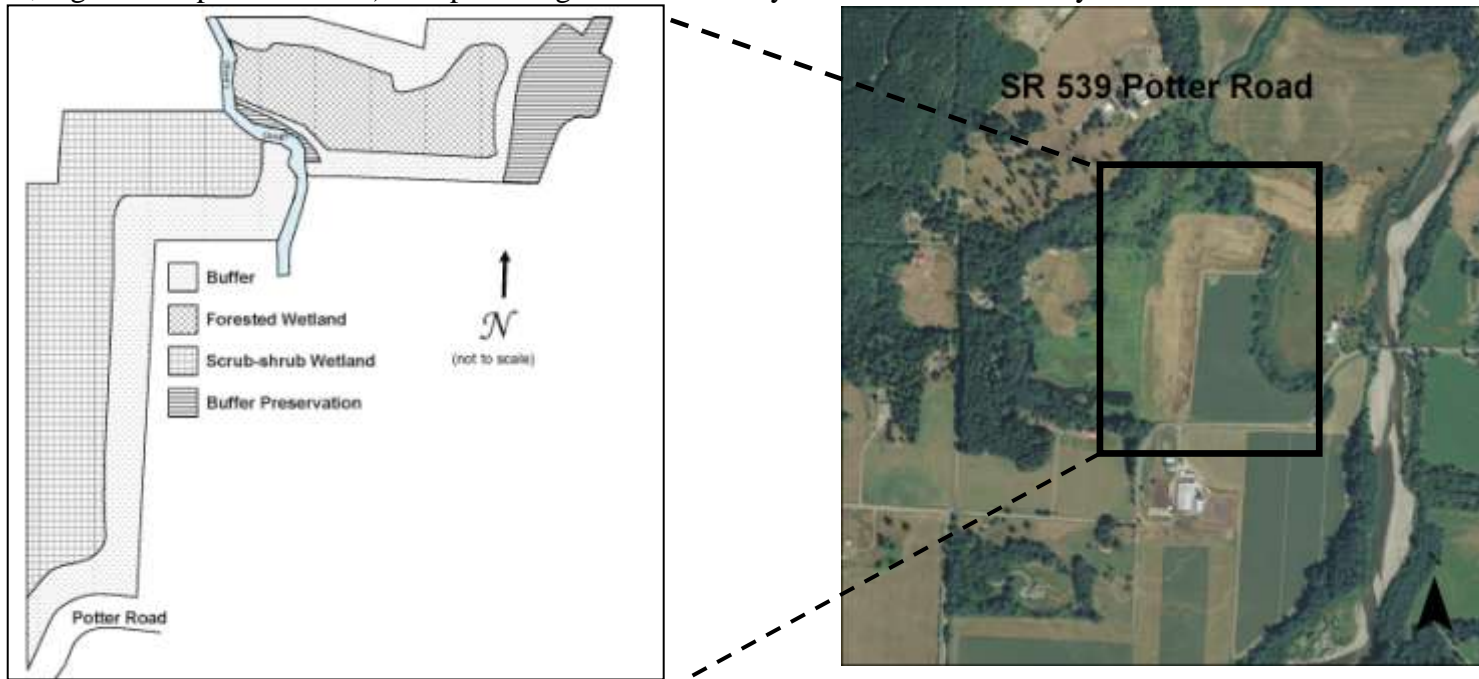 SR 539 Potter Road
Buffer
Forested Wetland
Scrub-shrub Wetland
Buffer Preservation
N
(not to scale)
Potter Road